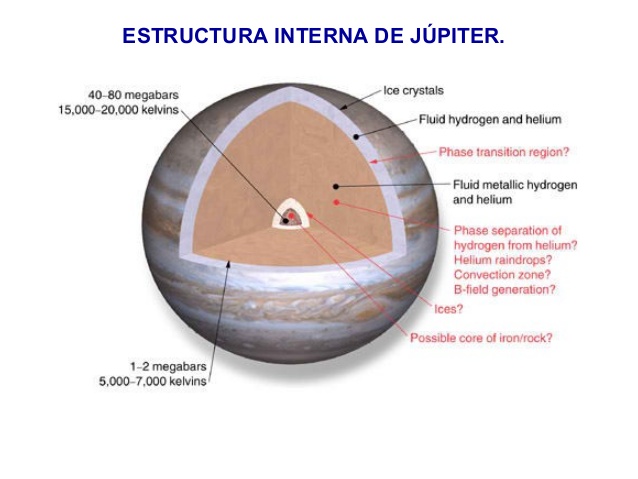 ESTRUCTURA INTERNA DE JÚPITER.
40–80 megabars
15,000–20,000 kelvins
Ice crystals
Fluid hydrogen and helium
Phase transition region?
Fluid metallic hydrogen
and helium
Phase separation of
hydrogen from helium?
Helium raindrops?
Convection zone?
B-field generation?
Ices?
Possible core of iron/rock?
1–2 megabars
5,000–7,000 kelvins